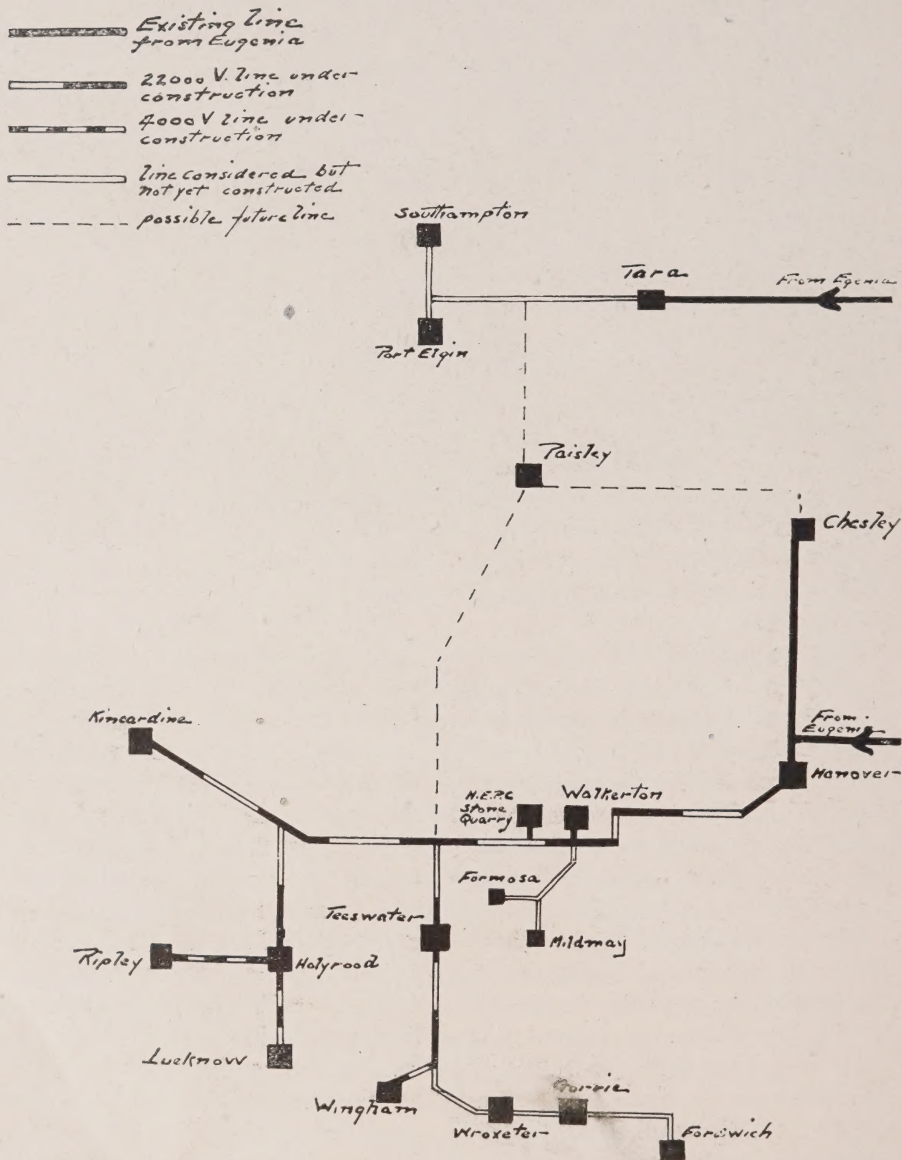 Existing line
from Eugenia
22000 V. line under-
construction
4000 V line under-
construction
line considered but
not yet constructed
possible future line
Southampton
Tara
From Egenia
Port Elgin
Paisley
Chesley
Kincardine
From
Eugenia
Hanover
H.E.P.C
Stone
Quarry
Walkerton
Formosa
Teeswater
Mildmay
Ripley
Holyrood
Lucknow
Wingham
Gorrie
Wroxeter
Fordwich